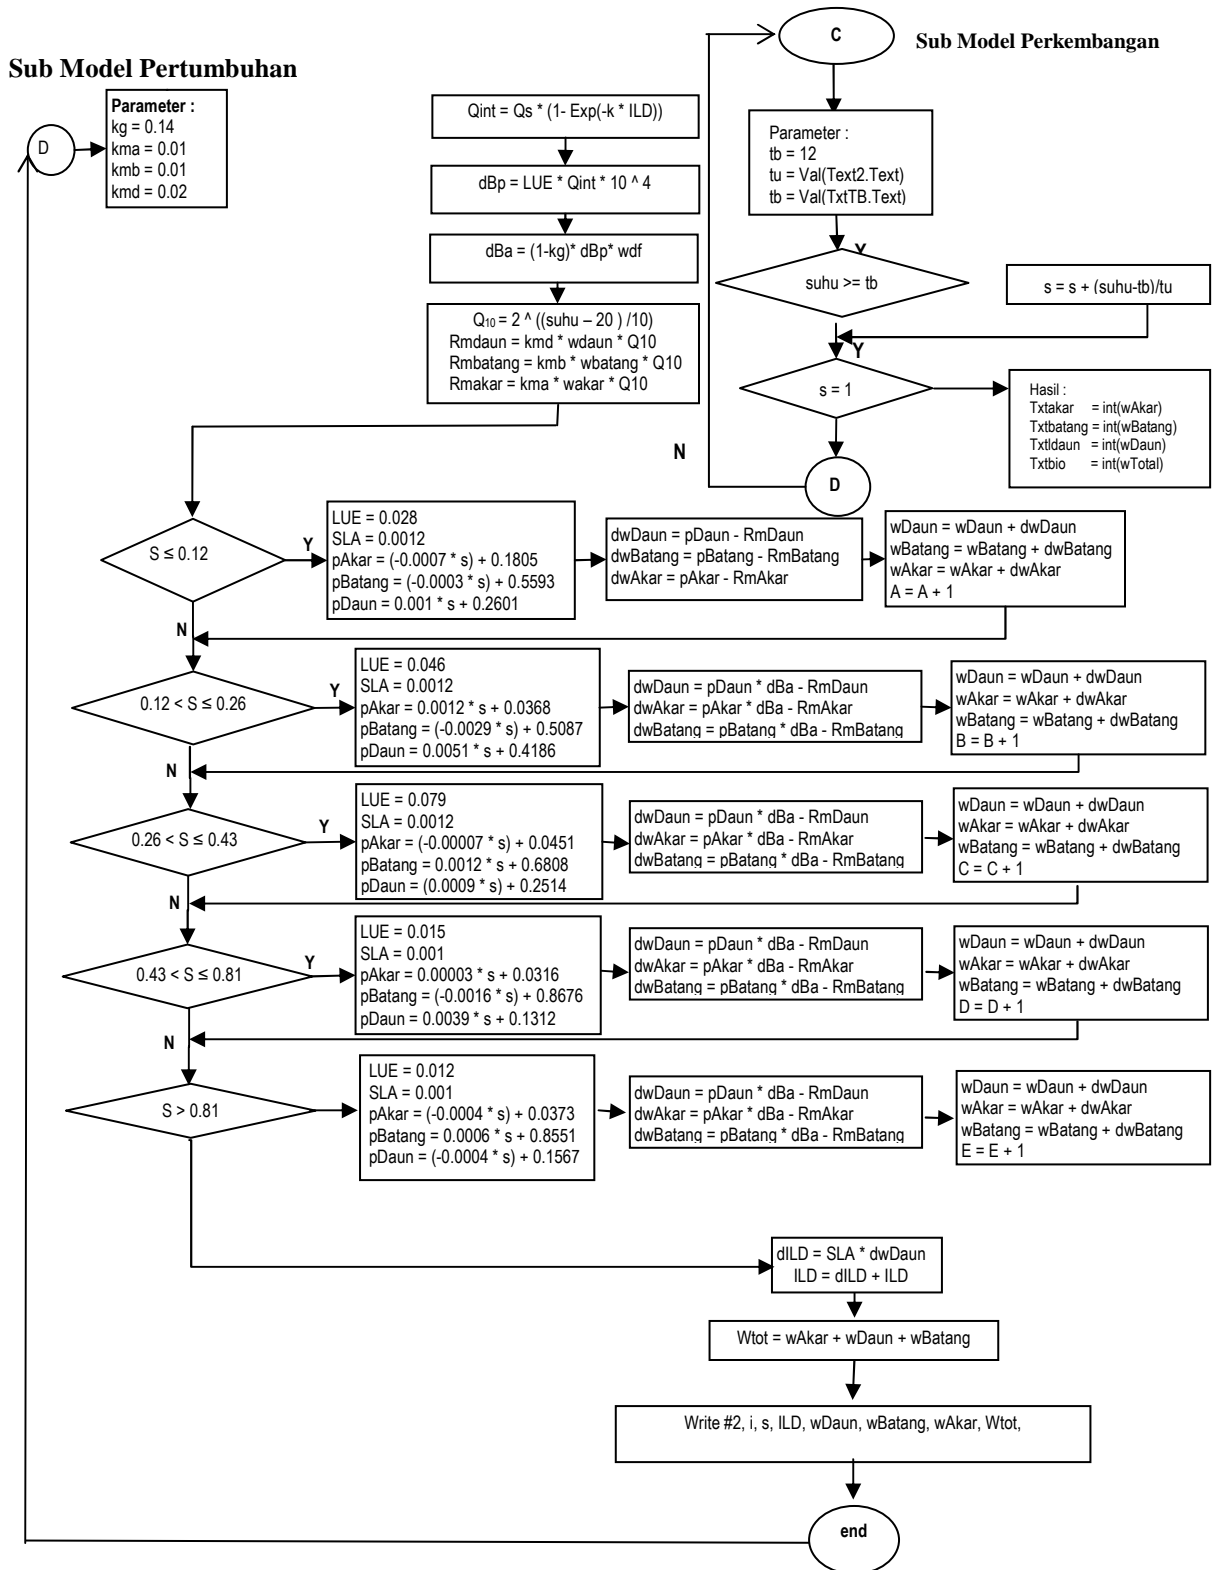 C
Sub Model Perkembangan
Sub Model Pertumbuhan
D
Parameter :
kg = 0.14
kma = 0.01
kmb = 0.01
kmd = 0.02
Qint = Qs * (1- Exp(-k * ILD))
dBp = LUE * Qint * 10 ^ 4
dBa = (1-kg)* dBp* wdf
Q10 = 2 ^ ((suhu – 20 ) /10)
Rmdaun = kmd * wdaun * Q10
Rmbatang = kmb * wbatang * Q10
Rmakar = kma * wakar * Q10
Parameter :
tb = 12
tu = Val(Text2.Text)
tb = Val(TxtTB.Text)
Y
suhu >= tb
s = s + (suhu-tb)/tu
Y
s = 1
Hasil :
Txtakar = int(wAkar)
Txtbatang = int(wBatang)
Txtldaun = int(wDaun)
Txtbio = int(wTotal)
N
D
S ≤ 0.12
Y
LUE = 0.028
SLA = 0.0012
pAkar = (-0.0007 * s) + 0.1805
pBatang = (-0.0003 * s) + 0.5593
pDaun = 0.001 * s + 0.2601
dwDaun = pDaun - RmDaun
dwBatang = pBatang - RmBatang
dwAkar = pAkar - RmAkar
wDaun = wDaun + dwDaun
wBatang = wBatang + dwBatang
wAkar = wAkar + dwAkar
A = A + 1
N
0.12 < S ≤ 0.26
Y
LUE = 0.046
SLA = 0.0012
pAkar = 0.0012 * s + 0.0368
pBatang = (-0.0029 * s) + 0.5087
pDaun = 0.0051 * s + 0.4186
dwDaun = pDaun * dBa - RmDaun
dwAkar = pAkar * dBa - RmAkar
dwBatang = pBatang * dBa - RmBatang
wDaun = wDaun + dwDaun
wAkar = wAkar + dwAkar
wBatang = wBatang + dwBatang
B = B + 1
N
0.26 < S ≤ 0.43
Y
LUE = 0.079
SLA = 0.0012
pAkar = (-0.00007 * s) + 0.0451
pBatang = 0.0012 * s + 0.6808
pDaun = (0.0009 * s) + 0.2514
dwDaun = pDaun * dBa - RmDaun
dwAkar = pAkar * dBa - RmAkar
dwBatang = pBatang * dBa - RmBatang
wDaun = wDaun + dwDaun
wAkar = wAkar + dwAkar
wBatang = wBatang + dwBatang
C = C + 1
N
0.43 < S ≤ 0.81
Y
LUE = 0.015
SLA = 0.001
pAkar = 0.00003 * s + 0.0316
pBatang = (-0.0016 * s) + 0.8676
pDaun = 0.0039 * s + 0.1312
dwDaun = pDaun * dBa - RmDaun
dwAkar = pAkar * dBa - RmAkar
dwBatang = pBatang * dBa - RmBatang
wDaun = wDaun + dwDaun
wAkar = wAkar + dwAkar
wBatang = wBatang + dwBatang
D = D + 1
N
S > 0.81
LUE = 0.012
SLA = 0.001
pAkar = (-0.0004 * s) + 0.0373
pBatang = 0.0006 * s + 0.8551
pDaun = (-0.0004 * s) + 0.1567
dwDaun = pDaun * dBa - RmDaun
dwAkar = pAkar * dBa - RmAkar
dwBatang = pBatang * dBa - RmBatang
wDaun = wDaun + dwDaun
wAkar = wAkar + dwAkar
wBatang = wBatang + dwBatang
E = E + 1
dILD = SLA * dwDaun
ILD = dILD + ILD
Wtot = wAkar + wDaun + wBatang
Write #2, i, s, ILD, wDaun, wBatang, wAkar, Wtot,
end